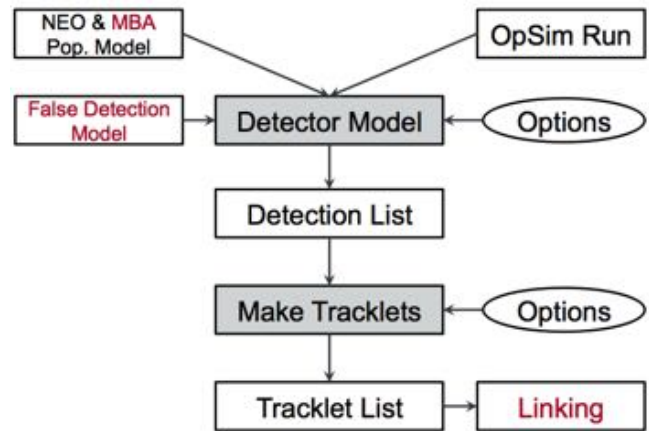 NEO & MBA
Pop. Model
OpSim Run
False Detection
Model
Detector Model
Options
Detection List
Make Tracklets
Options
Tracklet List
Linking